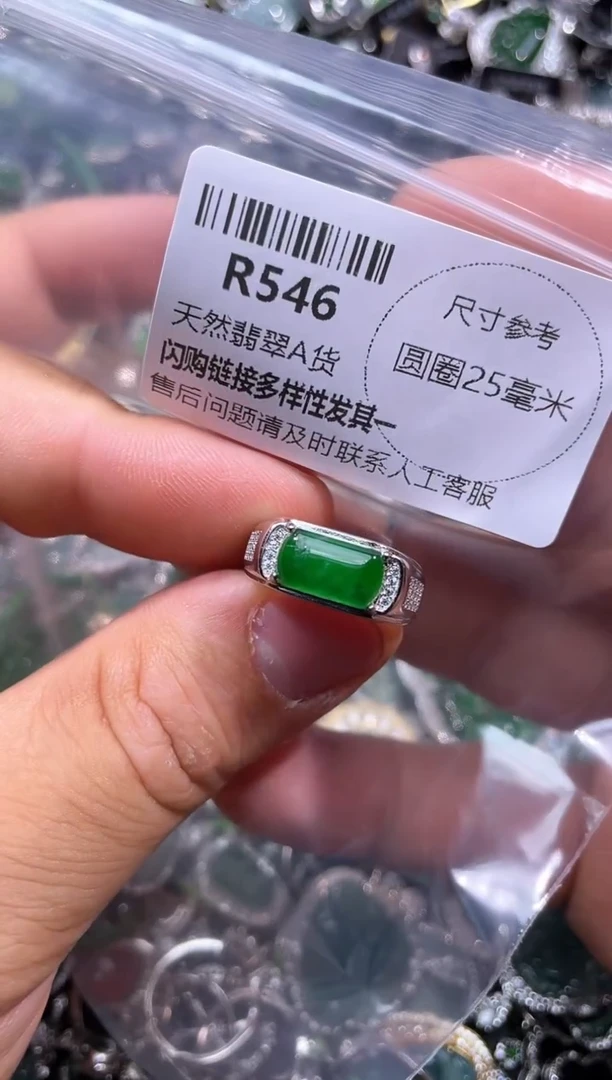 R546
天然翡翠A货
闪购链接多样性发其一
售后问题请及时联系人工客服
尺寸参考
圆圈25毫米